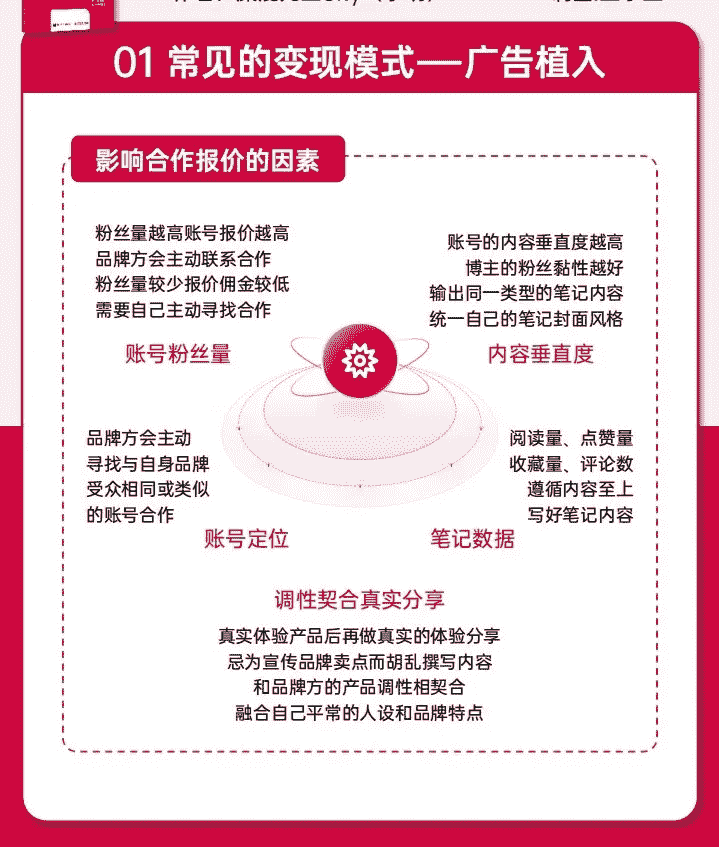 01 常见的变现模式——广告植入
影响合作报价的因素
粉丝量越高账号报价越高
品牌方会主动联系合作
粉丝量较少报价佣金较低
需要自己主动寻找合作
账号粉丝量
账号的内容垂直度越高
博主的粉丝黏性越好
输出同一类型的笔记内容
统一自己的笔记封面风格
内容垂直度
品牌方会主动
寻找与自身品牌
受众相同或类似
的账号合作
账号定位
阅读量、点赞量
收藏量、评论数
遵循内容至上
写好笔记内容
笔记数据
调性契合真实分享
真实体验产品后再做真实的体验分享
忌为宣传品牌卖点而胡乱撰写内容
和品牌方的产品调性相契合
融合自己平常的人设和品牌特点